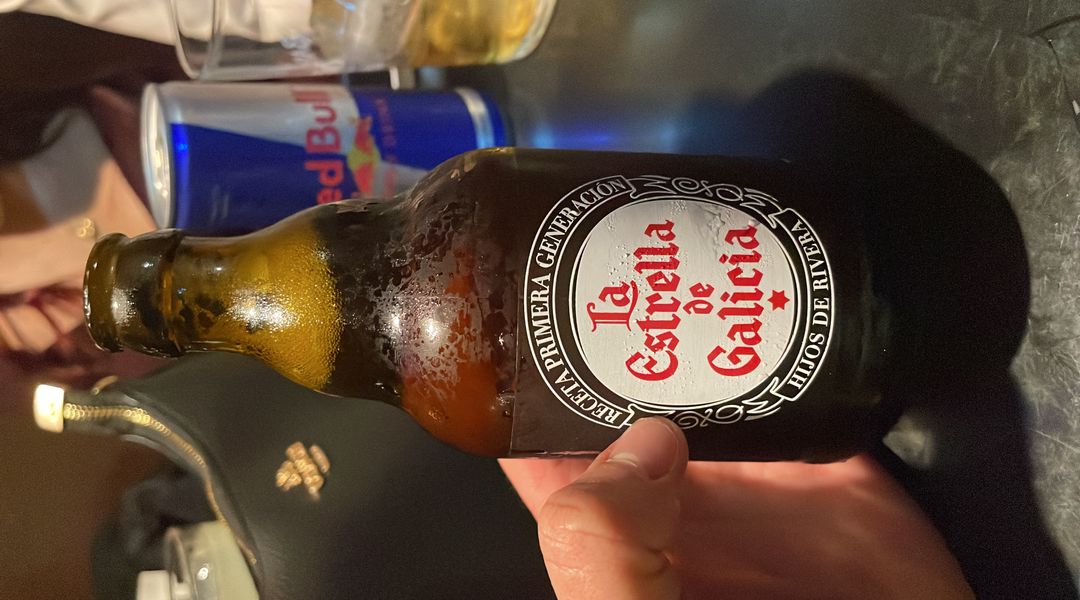 RECETA PRIMERA GENERACIÓN
La
Estrella
de
Galicia
HIJOS DE RIVERA
Red Bull